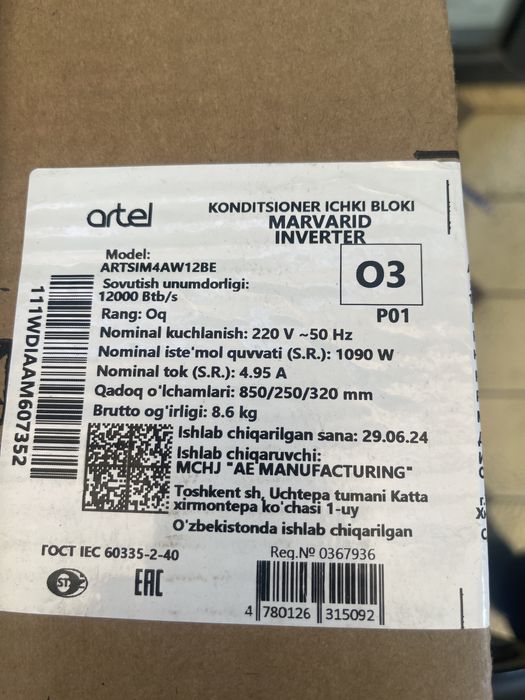 artel
KONDITSIONER ICHKI BLOKI
MARVARID
INVERTER
Model:
ARTSIM4AW12BE
O3
P01
Sovutish unumdorligi:
12000 Btb/s
Rang: Oq
Nominal kuchlanish: 220 V ~50 Hz
Nominal iste'mol quvvati (S.R.): 1090 W
Nominal tok (S.R.): 4.95 A
Qadoq o'lchamlari: 850/250/320 mm
Brutto og'irligi: 8.6 kg
111WDIAAM607352
Ishlab chiqarilgan sana: 29.06.24
Ishlab chiqaruvchi:
MCHJ "AE MANUFACTURING"
Toshkent sh, Uchtepa tumani Katta
xirmontepa ko'chasi 1-uy
O'zbekistonda ishlab chiqarilgan
ГОСТ IEC 60335-2-40
Reg.№ 0367936
ST
EAC
4 780126 315092